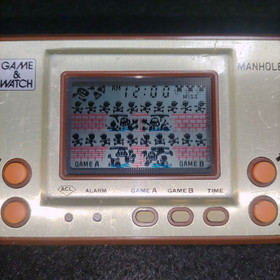 GAME
&
WATCH
MANHOLE
AM 12:00
MISS
GAME A
GAME B
ACL
ALARM
GAME A
GAME B
TIME